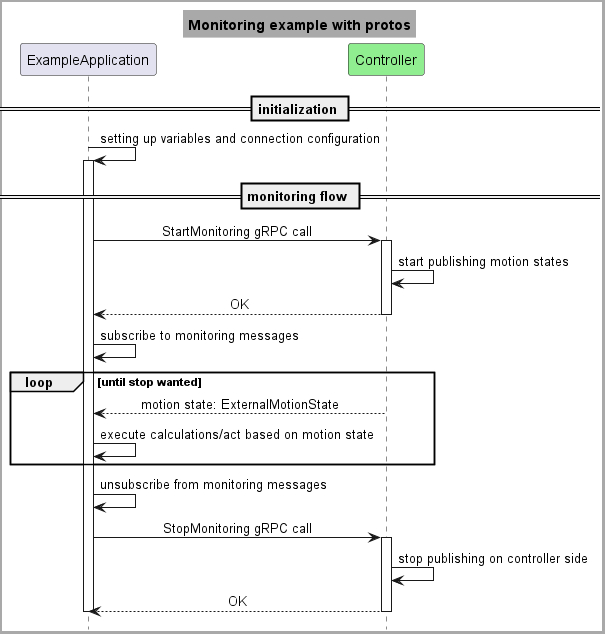 Monitoring example with protos
ExampleApplication
Controller
initialization
setting up variables and connection configuration
monitoring flow
StartMonitoring gRPC call
start publishing motion states
OK
subscribe to monitoring messages
loop [until stop wanted]
motion state: ExternalMotionState
execute calculations/act based on motion state
unsubscribe from monitoring messages
StopMonitoring gRPC call
stop publishing on controller side
OK